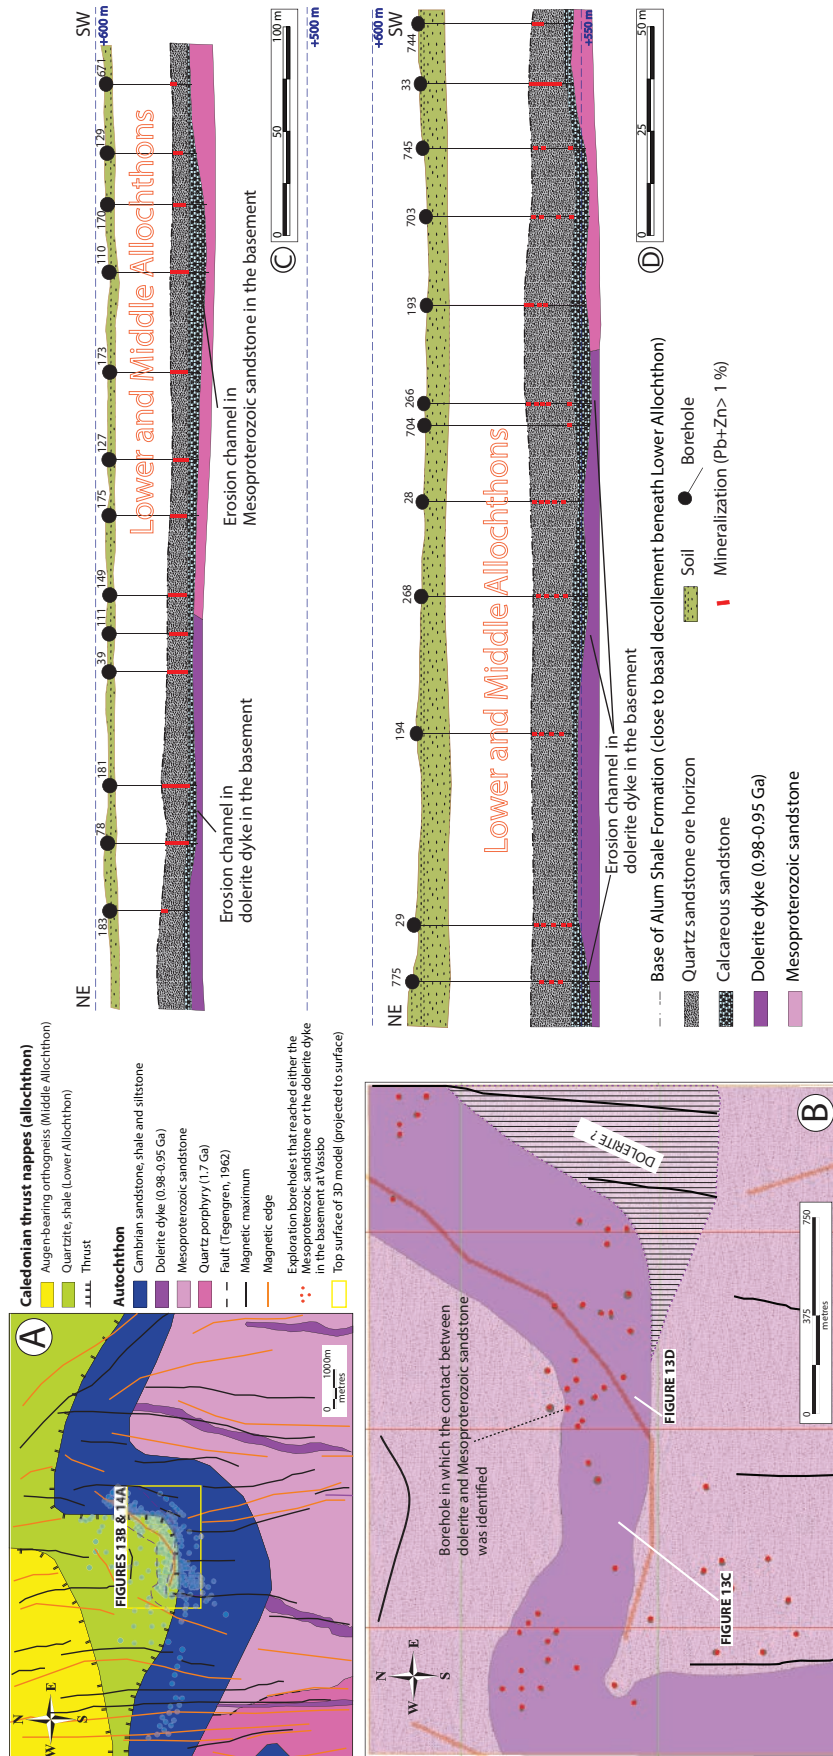 A
N
E
W
FIGURES 13B & 14A
0
1000m
metres
Caledonian thrust nappes (allochthon)
Augen-bearing orthogneiss (Middle Allochthon)
Quartzite, shale (Lower Allochthon)
Thrust
Autochthon
Cambrian sandstone, shale and siltstone
Dolerite dyke (0.98-0.95 Ga)
Mesoproterozoic sandstone
Quartz porphyry (1.7 Ga)
Fault (Tegengren, 1962)
Magnetic maximum
Magnetic edge
Exploration boreholes that reached either the
Mesoproterozoic sandstone or the dolerite dyke
in the basement at Vassbo
Top surface of 3D model (projected to surface)
B
N
E
S
W
Borehole in which the contact between
dolerite and Mesoproterozoic sandstone
was identified
DOLERITE ?
FIGURE 13C
FIGURE 13D
0
375
750
metres
NE
SW
+600 m
183
78
181
39
111
149
175
127
173
110
170
129
671
Lower and Middle Allochthons
Erosion channel in
dolerite dyke in the basement
Erosion channel in
Mesoproterozoic sandstone in the basement
+500 m
C
0
50
100 m
NE
SW
+600 m
775
29
194
268
28
704
266
193
703
745
33
744
Lower and Middle Allochthons
+550 m
Erosion channel in
dolerite dyke in the basement
D
0
25
50 m
Base of Alum Shale Formation (close to basal decollement beneath Lower Allochthon)
Quartz sandstone ore horizon
Calcareous sandstone
Dolerite dyke (0.98-0.95 Ga)
Mesoproterozoic sandstone
Soil
Borehole
Mineralization (Pb+Zn> 1 %)